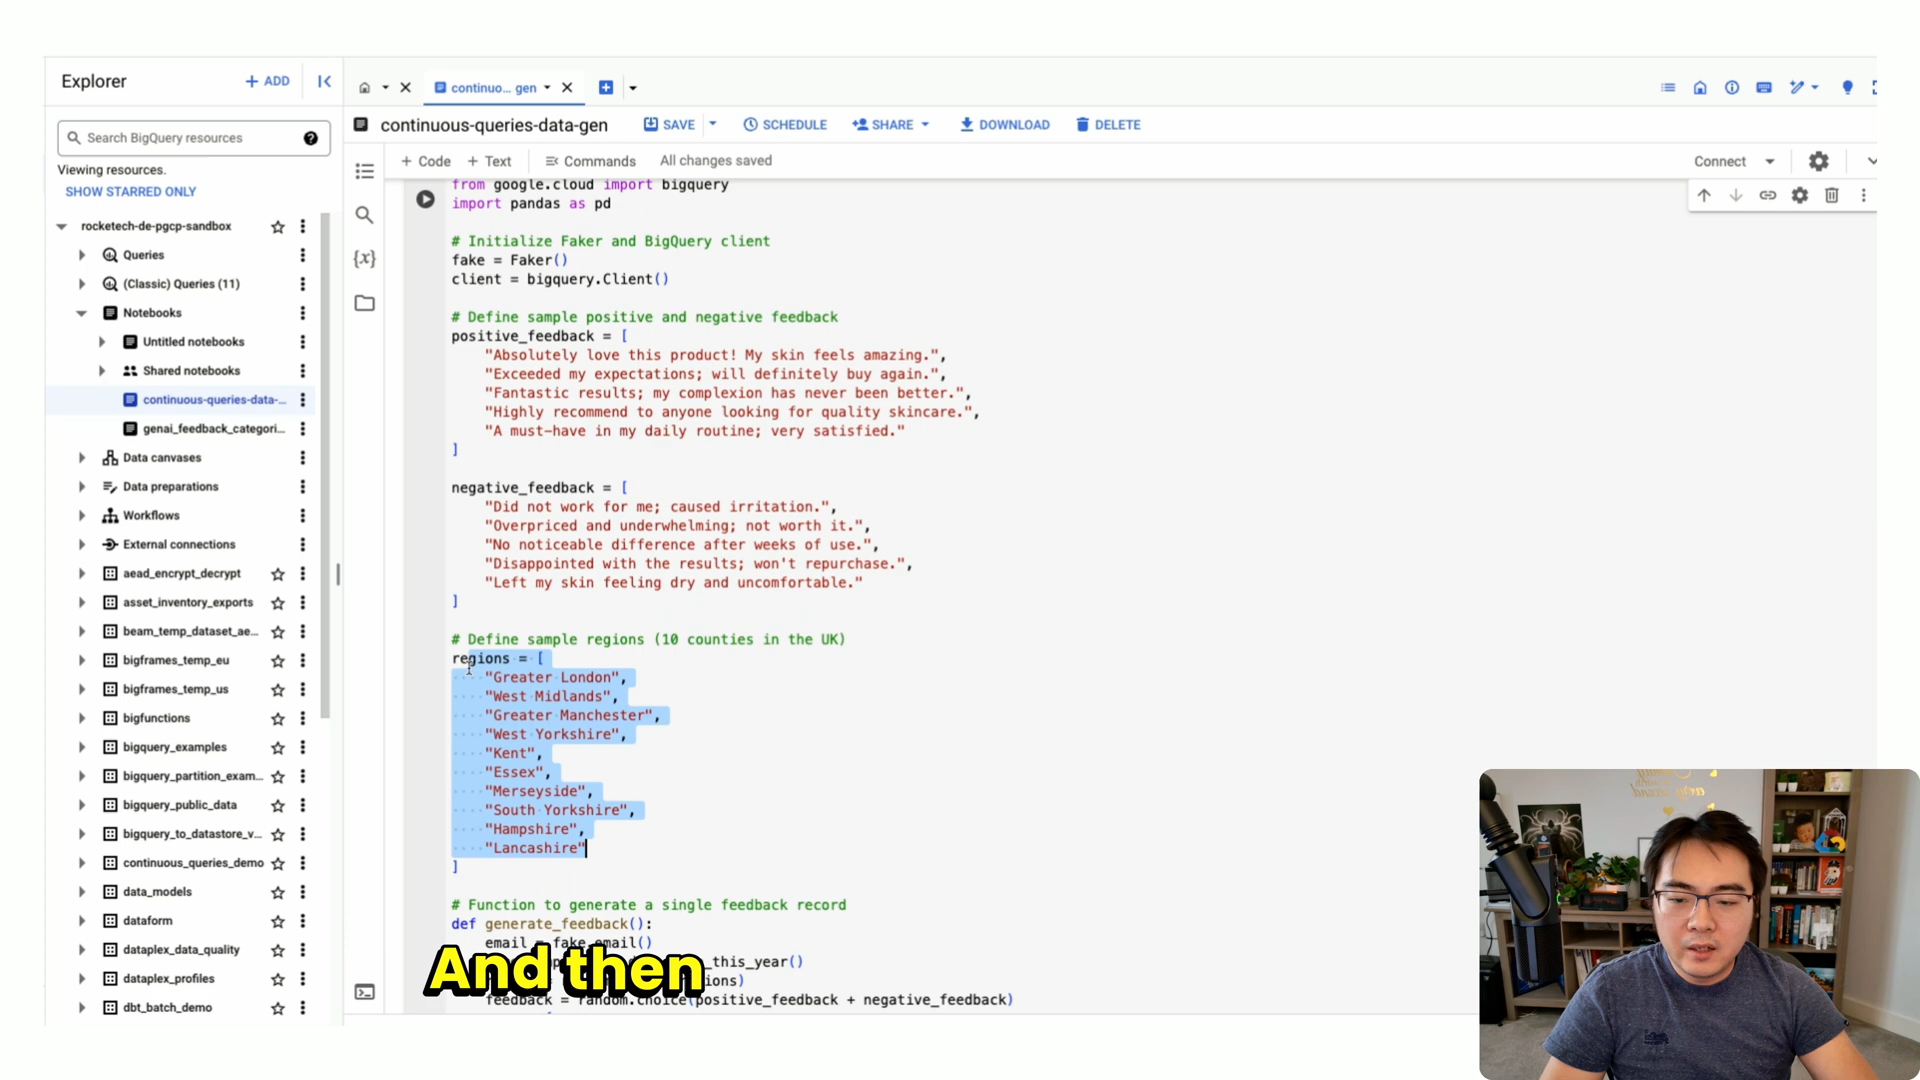 Explorer
+ ADD
Search BigQuery resources
Viewing resources.
SHOW STARRED ONLY
rocketech-de-pgcp-sandbox
Queries
(Classic) Queries (11)
Notebooks
Untitled notebooks
Shared notebooks
continuous-queries-data-...
genai_feedback_categori...
Data canvases
Data preparations
Workflows
External connections
aead_encrypt_decrypt
asset_inventory_exports
beam_temp_dataset_ae...
bigframes_temp_eu
bigframes_temp_us
bigfunctions
bigquery_examples
bigquery_partition_exam...
bigquery_public_data
bigquery_to_datastore_v...
continuous_queries_demo
data_models
dataform
dataplex_data_quality
dataplex_profiles
dbt_batch_demo
continuo... gen
continuous-queries-data-gen
SAVE
SCHEDULE
SHARE
DOWNLOAD
DELETE
+ Code + Text Commands All changes saved
Connect
from google.cloud import bigquery
import pandas as pd
# Initialize Faker and BigQuery client
fake = Faker()
client = bigquery.Client()
# Define sample positive and negative feedback
positive_feedback = [
"Absolutely love this product! My skin feels amazing.",
"Exceeded my expectations; will definitely buy again.",
"Fantastic results; my complexion has never been better.",
"Highly recommend to anyone looking for quality skincare.",
"A must-have in my daily routine; very satisfied."
]
negative_feedback = [
"Did not work for me; caused irritation.",
"Overpriced and underwhelming; not worth it.",
"No noticeable difference after weeks of use.",
"Disappointed with the results; won't repurchase.",
"Left my skin feeling dry and uncomfortable."
]
# Define sample regions (10 counties in the UK)
regions = [
"Greater London",
"West Midlands",
"Greater Manchester",
"West Yorkshire",
"Kent",
"Essex",
"Merseyside",
"South Yorkshire",
"Hampshire",
"Lancashire"
]
# Function to generate a single feedback record
def generate_feedback():
email = fake.email()
_this_year()
ions)
feedback = random.choice(positive_feedback + negative_feedback)
And then